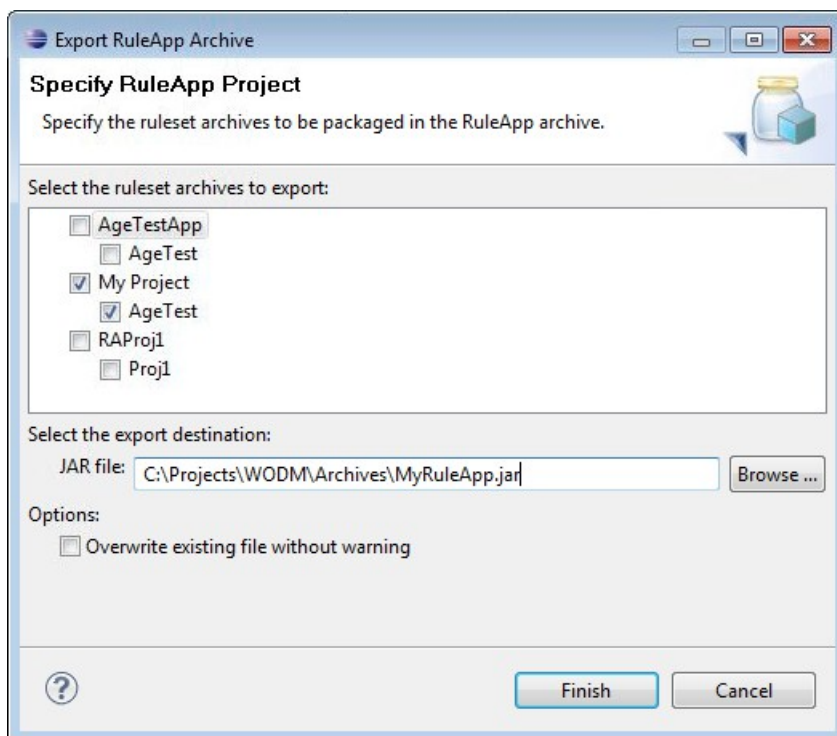 Export RuleApp Archive
Specify RuleApp Project
Specify the ruleset archives to be packaged in the RuleApp archive.
Select the ruleset archives to export:
AgeTestApp
AgeTest
My Project
AgeTest
RAProj1
Proj1
Select the export destination:
JAR file: C:\Projects\WODM\Archives\MyRuleApp.jar Browse ...
Options:
Overwrite existing file without warning
? Finish Cancel